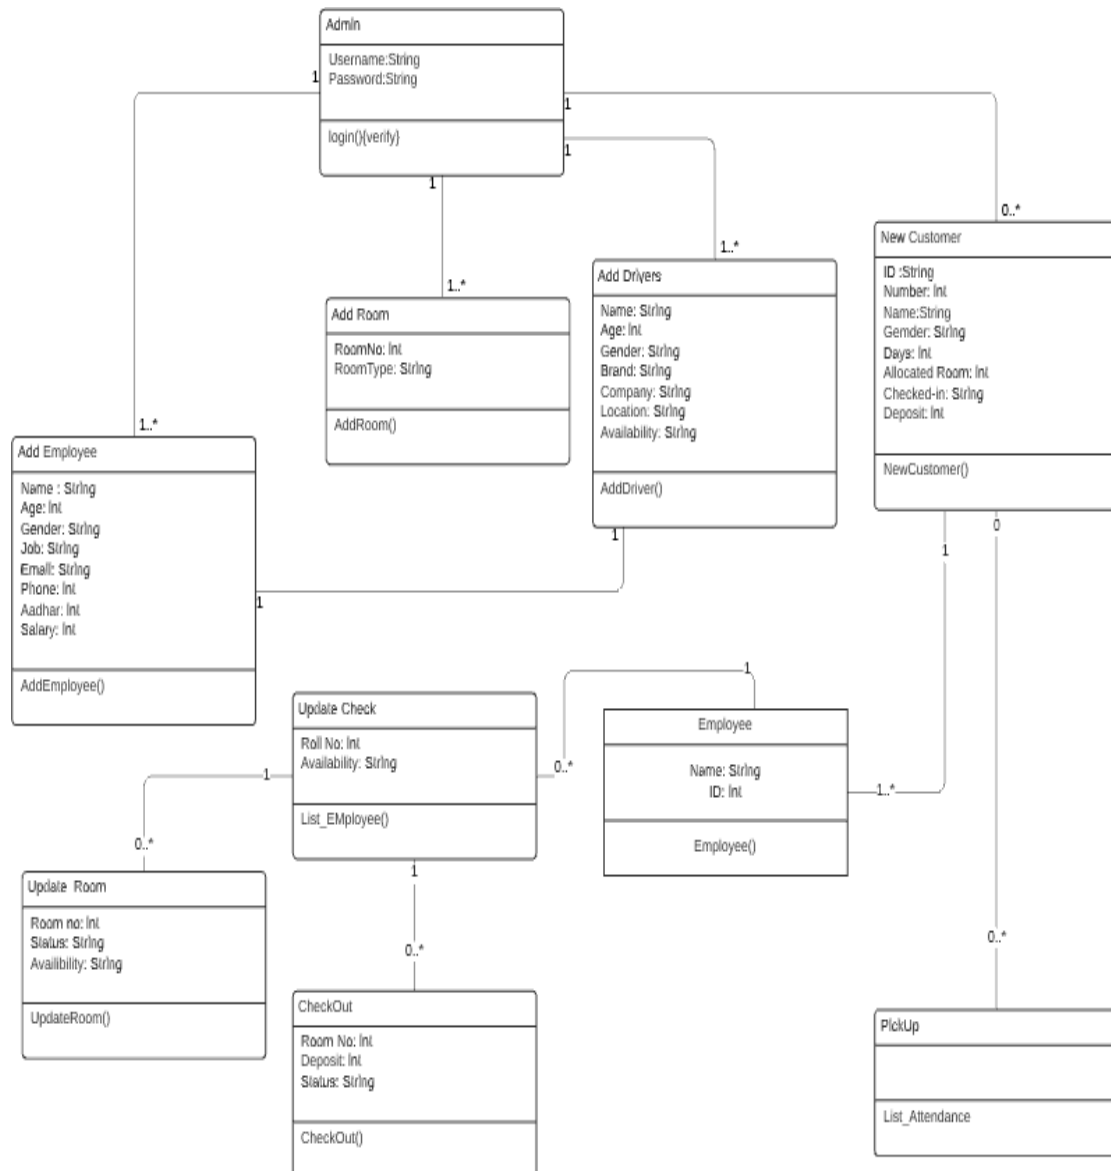 Admin
Username:String
Password:String
login(){verify}
1
1
1
1
0..*
1..*
1..*
1..*
New Customer
ID :String
Number: Int
Name:String
Gemder: String
Days: Int
Allocated Room: Int
Checked-in: String
Deposit: Int
NewCustomer()
Add Drivers
Name: String
Age: Int
Gender: String
Brand: String
Company: String
Location: String
Availability: String
AddDriver()
Add Room
RoomNo: Int
RoomType: String
AddRoom()
Add Employee
Name : String
Age: Int
Gender: String
Job: String
Email: String
Phone: Int
Aadhar: Int
Salary: Int
AddEmployee()
1
1
1
0
Update Check
Roll No: Int
Availability: String
List_EMployee()
1
0..*
1
0..*
1
0..*
1..*
Employee
Name: String
ID: Int
Employee()
Update Room
Room no: Int
Status: String
Availibility: String
UpdateRoom()
CheckOut
Room No: Int
Deposit: Int
Status: String
CheckOut()
0..*
PickUp
List_Attendance